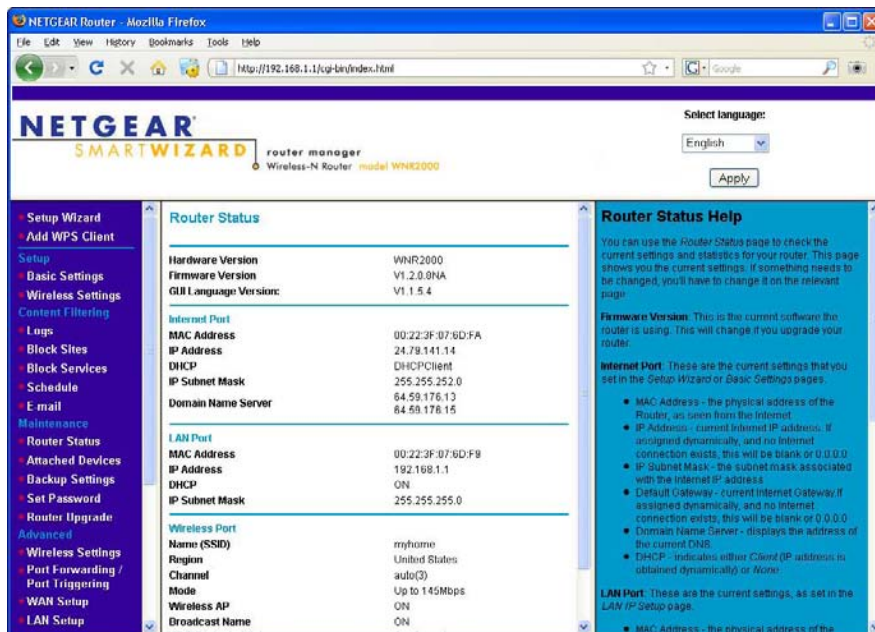 NETGEAR Router - Mozilla Firefox
File Edit View History Bookmarks Tools Help
http://192.168.1.1/cgi-bin/index.html
Google
NETGEAR
SMARTWIZARD
router manager
Wireless-N Router model WNR2000
Select language:
English
Apply
Setup Wizard
Add WPS Client
Setup
Basic Settings
Wireless Settings
Content Filtering
Logs
Block Sites
Block Services
Schedule
E-mail
Maintenance
Router Status
Attached Devices
Backup Settings
Set Password
Router Upgrade
Advanced
Wireless Settings
Port Forwarding /
Port Triggering
WAN Setup
LAN Setup
Router Status
Hardware Version WNR2000
Firmware Version V1.2.0.8NA
GUI Language Version: V1.1.5.4
Internet Port
MAC Address 00:22:3F:07:6D:FA
IP Address 24.79.141.14
DHCP DHCPClient
IP Subnet Mask 255.255.252.0
Domain Name Server 64.59.176.13
64.59.176.15
LAN Port
MAC Address 00:22:3F:07:6D:F9
IP Address 192.168.1.1
DHCP ON
IP Subnet Mask 255.255.255.0
Wireless Port
Name (SSID) myhome
Region United States
Channel auto(3)
Mode Up to 145Mbps
Wireless AP ON
Broadcast Name ON
Router Status Help
You can use the Router Status page to check the
current settings and statistics for your router. This page
shows you the current settings. If something needs to
be changed, you'll have to change it on the relevant
page.
Firmware Version: This is the current software the
router is using. This will change if you upgrade your
router.
Internet Port: These are the current settings that you
set in the Setup Wizard or Basic Settings pages.
MAC Address - the physical address of the
Router, as seen from the Internet.
IP Address - current Internet IP address. If
assigned dynamically, and no Internet
connection exists, this will be blank or 0.0.0.0
IP Subnet Mask - the subnet mask associated
with the Internet IP address
Default Gateway - current Internet Gateway.if
assigned dynamically, and no Internet
connection exists, this will be blank or 0.0.0.0
Domain Name Server - displays the address of
the current DNS.
DHCP - indicates either Client (IP address is
obtained dynamically) or None.
LAN Port: These are the current settings, as set in the
LAN IP Setup page.
MAC Address - the physical address of the